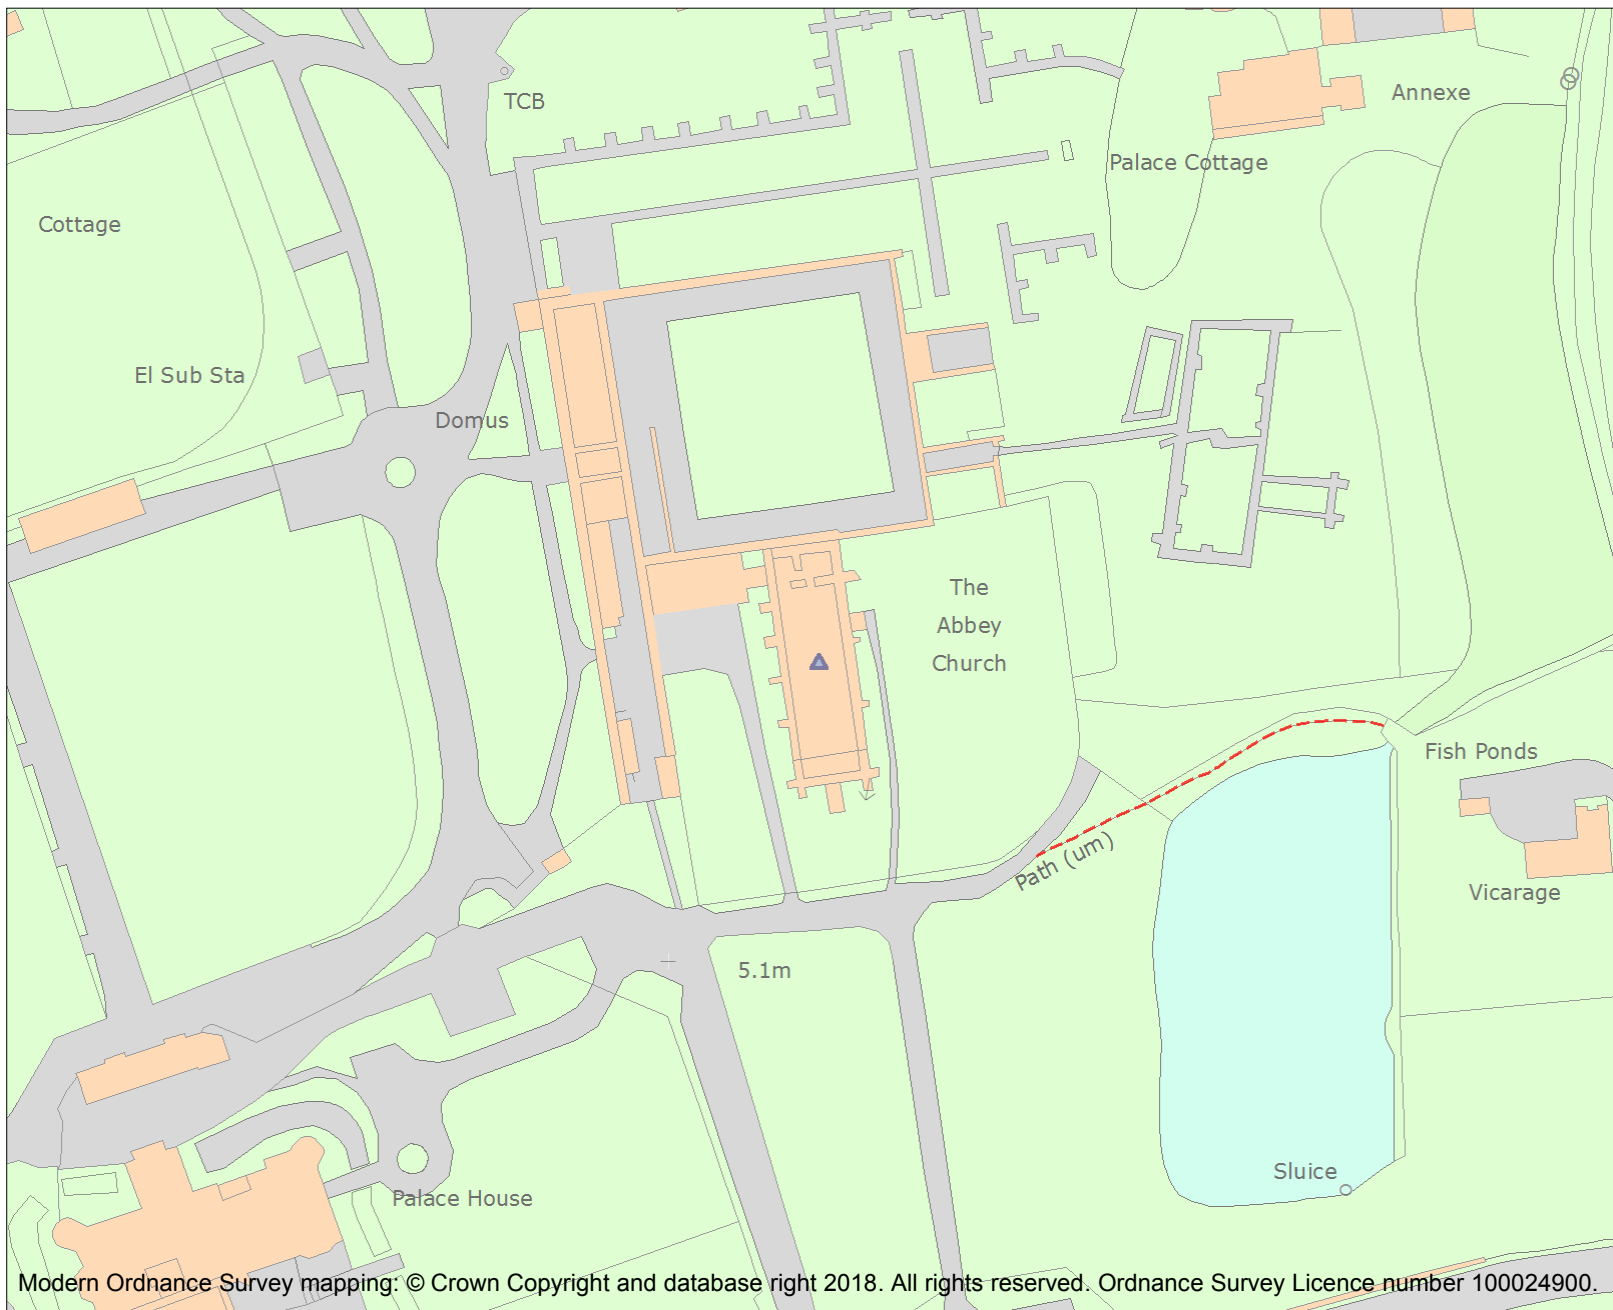 TCB
Annexe
Palace Cottage
Cottage
El Sub Sta
Domus
The
Abbey
Church
Fish Ponds
Path (um)
Vicarage
5.1m
Sluice
Palace House
Modern Ordnance Survey mapping: © Crown Copyright and database right 2018. All rights reserved. Ordnance Survey Licence number 100024900.